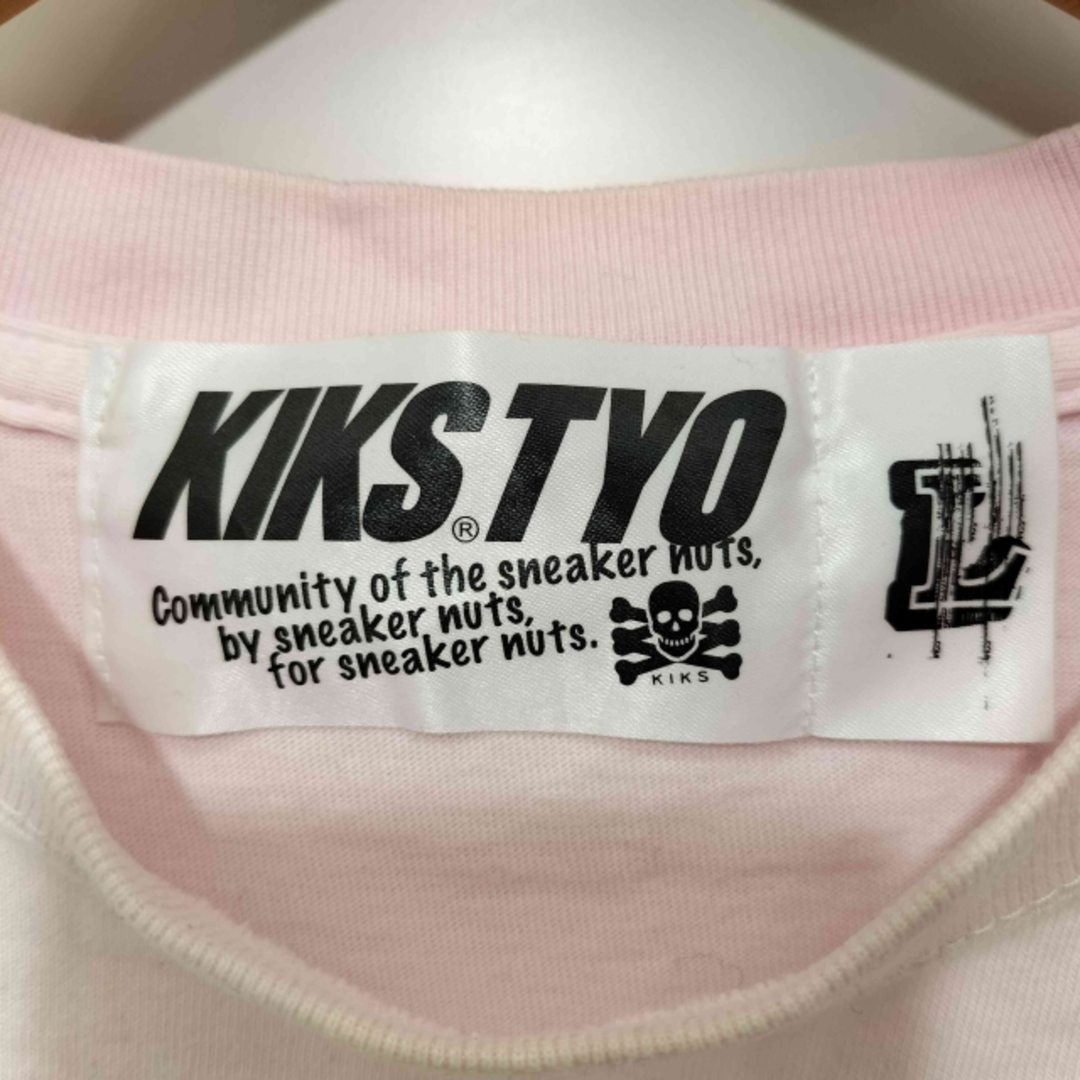 KIKS TYO
®
Community of the sneaker nuts,
by sneaker nuts,
for sneaker nuts.
KIKS
L